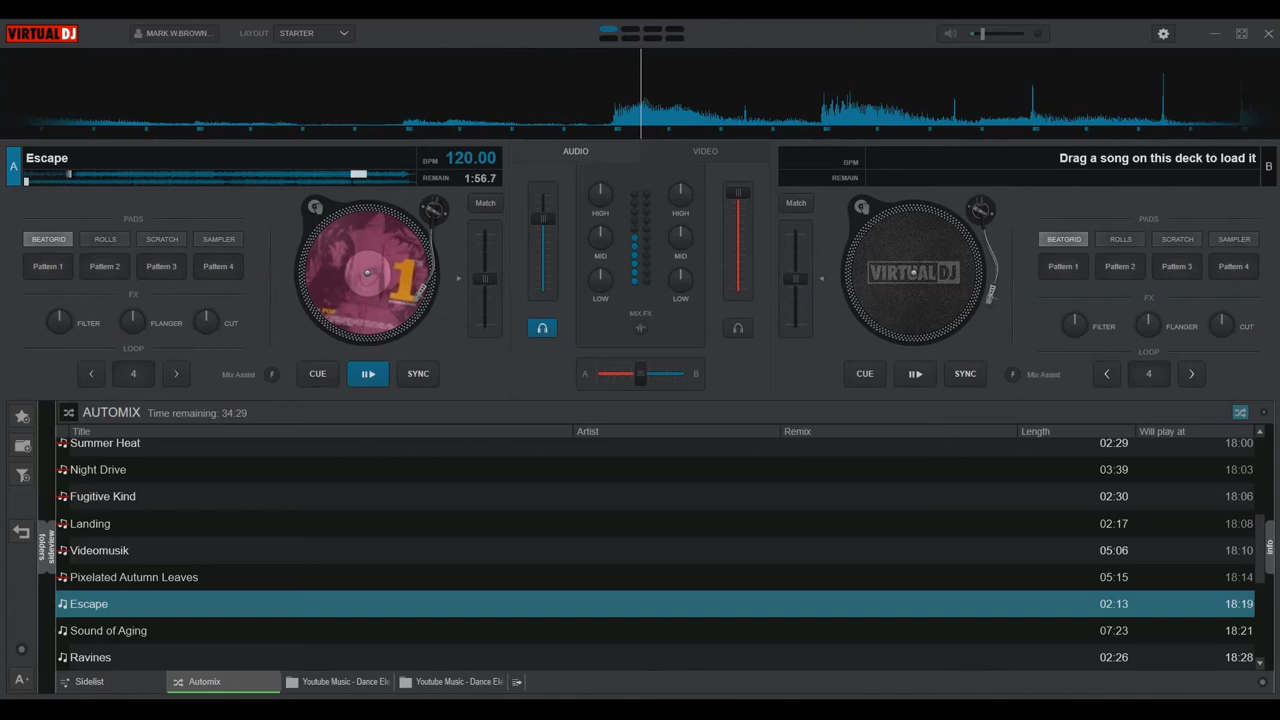 VIRTUALDJ
MARK.W.BROWN...
LAYOUT STARTER
A Escape BPM 120.00
REMAIN 1:56.7
AUDIO VIDEO
BPM Drag a song on this deck to load it B
REMAIN
PADS Match HIGH HIGH Match PADS
BEATGRID ROLLS SCRATCH SAMPLER
BEATGRID ROLLS SCRATCH SAMPLER
Pattern 1 Pattern 2 Pattern 3 Pattern 4
MID MID
Pattern 1 Pattern 2 Pattern 3 Pattern 4
1
VIRTUALDJ
FX LOW LOW FX
FILTER FLANGER CUT
MIX FX
FILTER FLANGER CUT
LOOP LOOP
< 4 > Mix Assist CUE SYNC
A B
CUE SYNC Mix Assist < 4 >
AUTOMIX Time remaining: 34:29
Title Artist Remix Length Will play at
Summer Heat 02:29 18:00
Night Drive 03:39 18:03
Fugitive Kind 02:30 18:06
Landing 02:17 18:08
Videomusik 05:06 18:10
Pixelated Autumn Leaves 05:15 18:14
Escape 02:13 18:19
Sound of Aging 07:23 18:21
Ravines 02:26 18:28
folders
sideview
info
A
Sidelist Automix Youtube Music - Dance Ele Youtube Music - Dance Ele